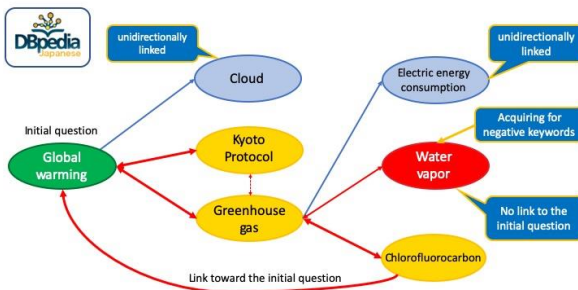 DBpedia
Japanese
unidirectionally
linked
Cloud
unidirectionally
linked
Electric energy
consumption
Acquiring for
negative keywords
Initial question
Global
warming
Kyoto
Protocol
Water
vapor
Greenhouse
gas
No link to the
initial question
Chlorofluorocarbon
Link toward the initial question